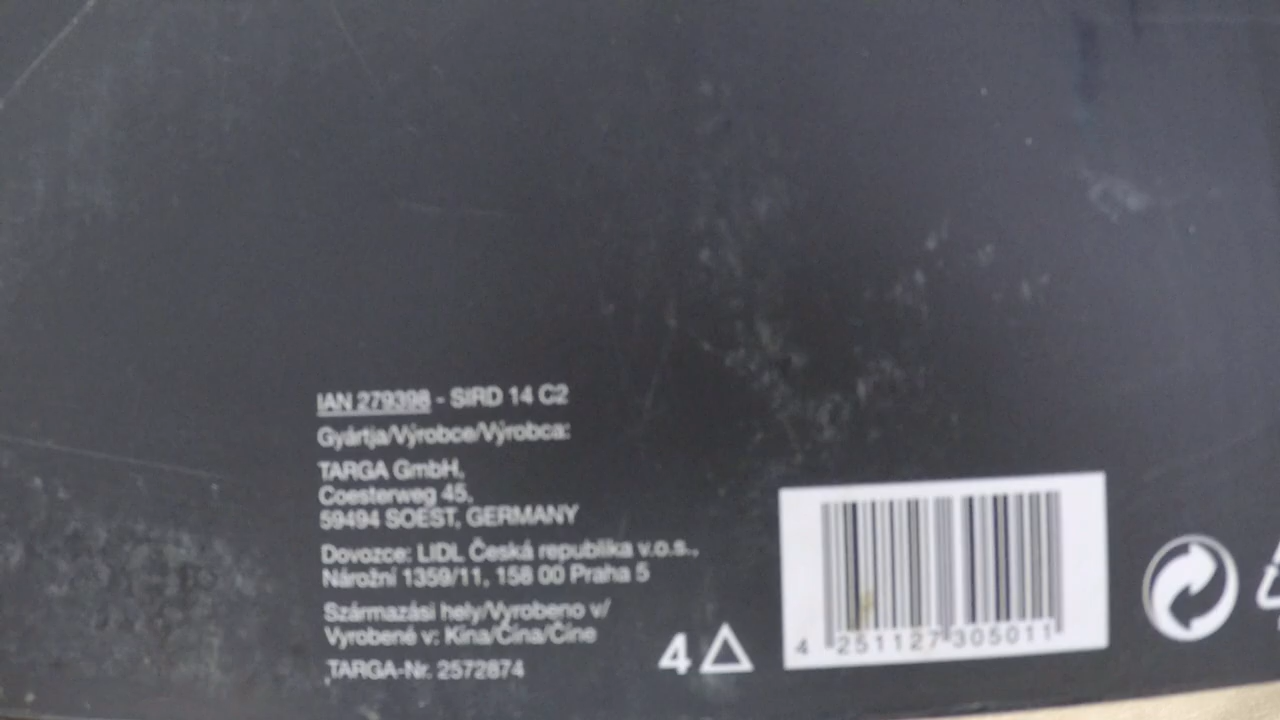 IAN 279398 - SIRD 14 C2
Gyártja/Výrobce/Výrobca:
TARGA GmbH,
Coesterweg 45,
59494 SOEST, GERMANY
Dovozce: LIDL Česká republika v.o.s.,
Nárožní 1359/11, 158 00 Praha 5
Származási hely/Vyrobeno v/
Vyrobené v: Kína/Čína/Číne
TARGA-Nr. 2572874
4
4 251127 305011